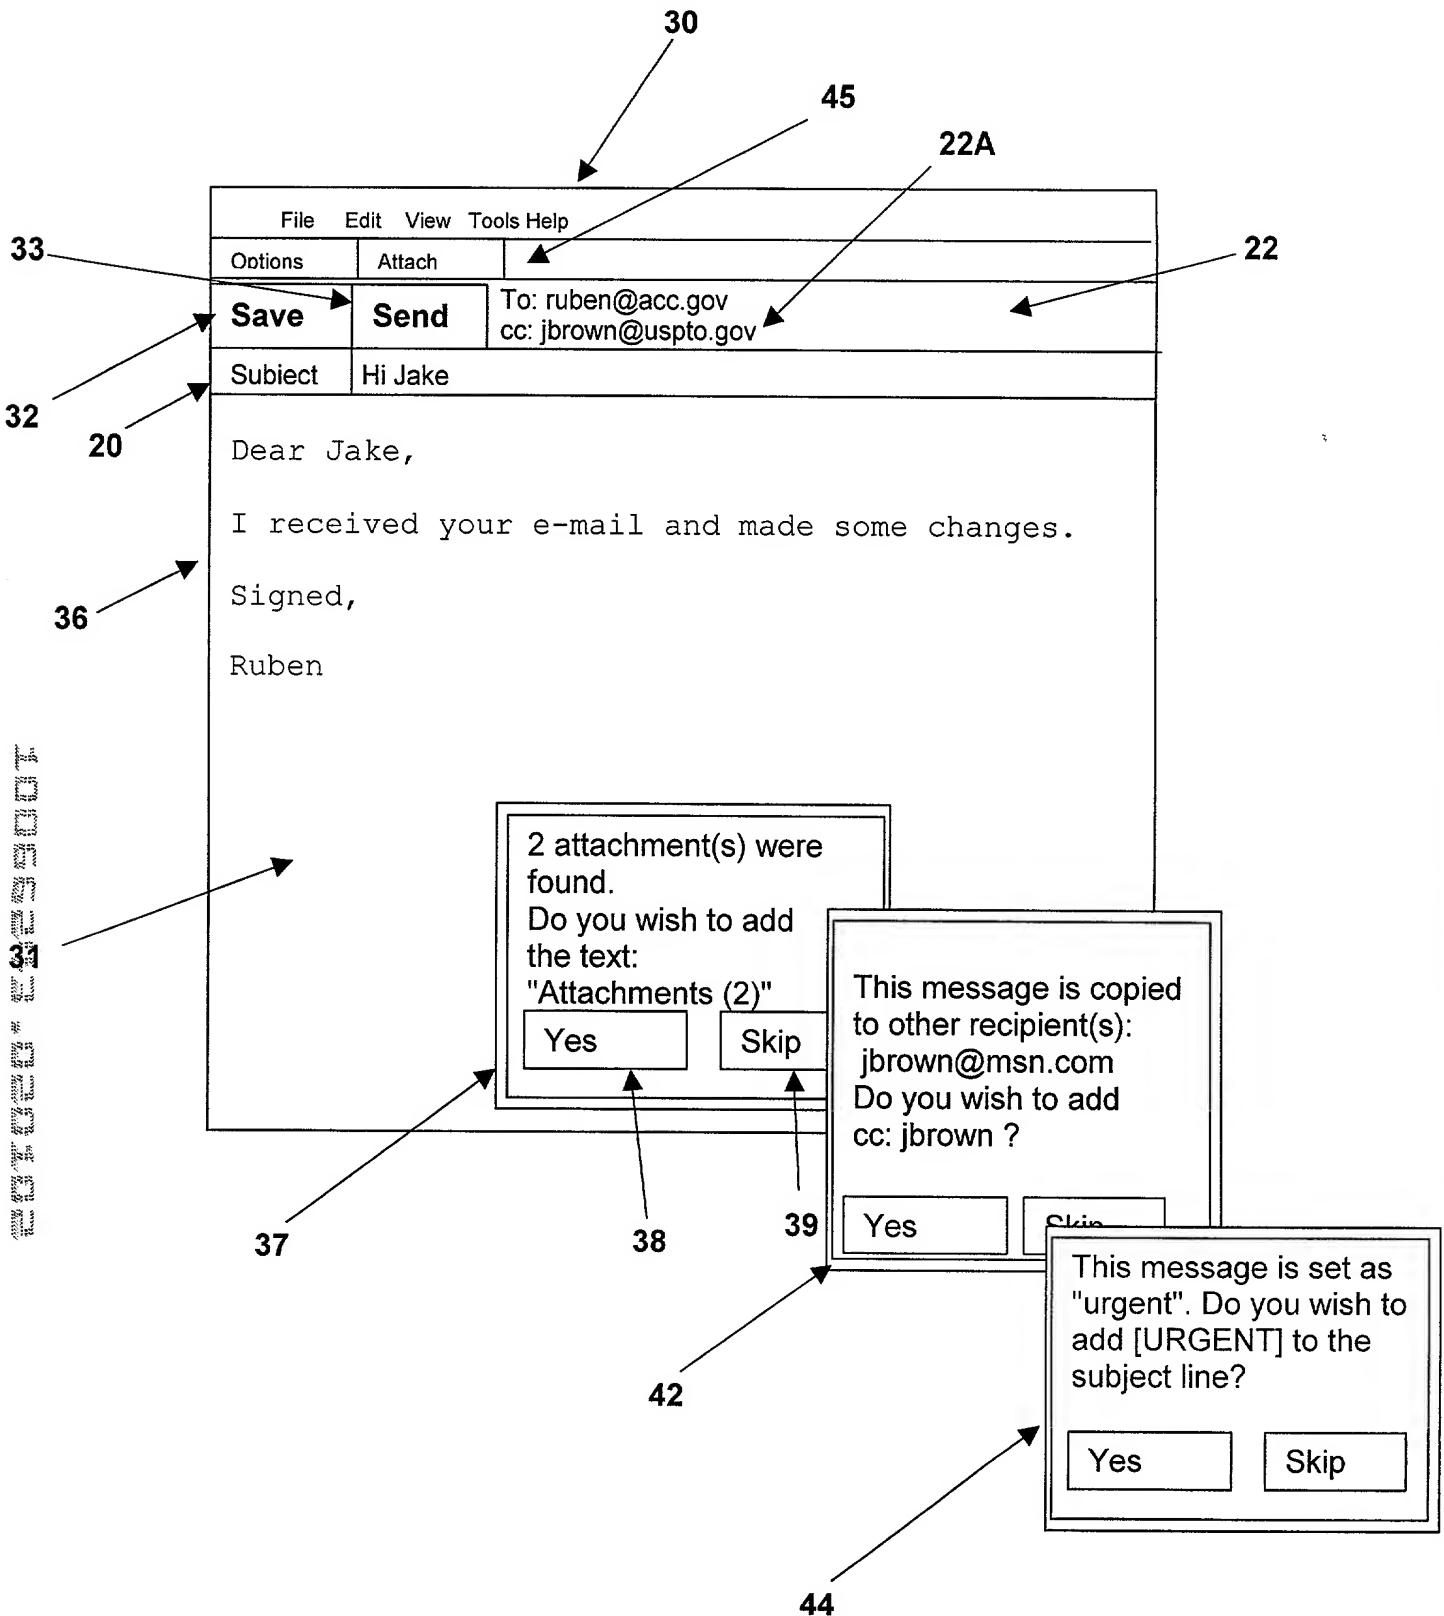 30
45
22A
File Edit View Tools Help
33
Options Attach
22
Save Send To: ruben@acc.gov
cc: jbrown@uspto.gov
Subject Hi Jake
32
20
Dear Jake,
I received your e-mail and made some changes.
36
Signed,
Ruben
31
2 attachment(s) were
found.
Do you wish to add
the text:
"Attachments (2)"
Yes Skip
This message is copied
to other recipient(s):
jbrown@msn.com
Do you wish to add
cc: jbrown ?
Yes Skip
37
38
39
42
This message is set as
"urgent". Do you wish to
add [URGENT] to the
subject line?
Yes Skip
44